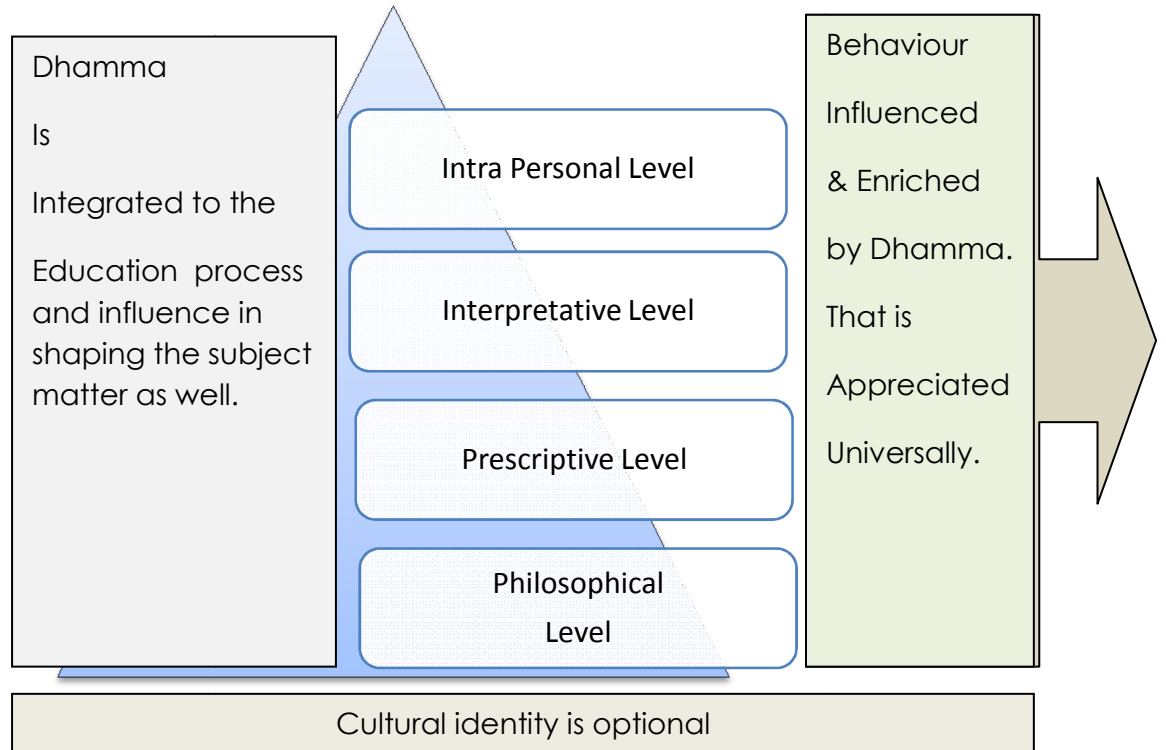 Dhamma
Is
Integrated to the
Education process
and influence in
shaping the subject
matter as well.
Intra Personal Level
Interpretative Level
Prescriptive Level
Philosophical
Level
Behaviour
Influenced
& Enriched
by Dhamma.
That is
Appreciated
Universally.
Cultural identity is optional